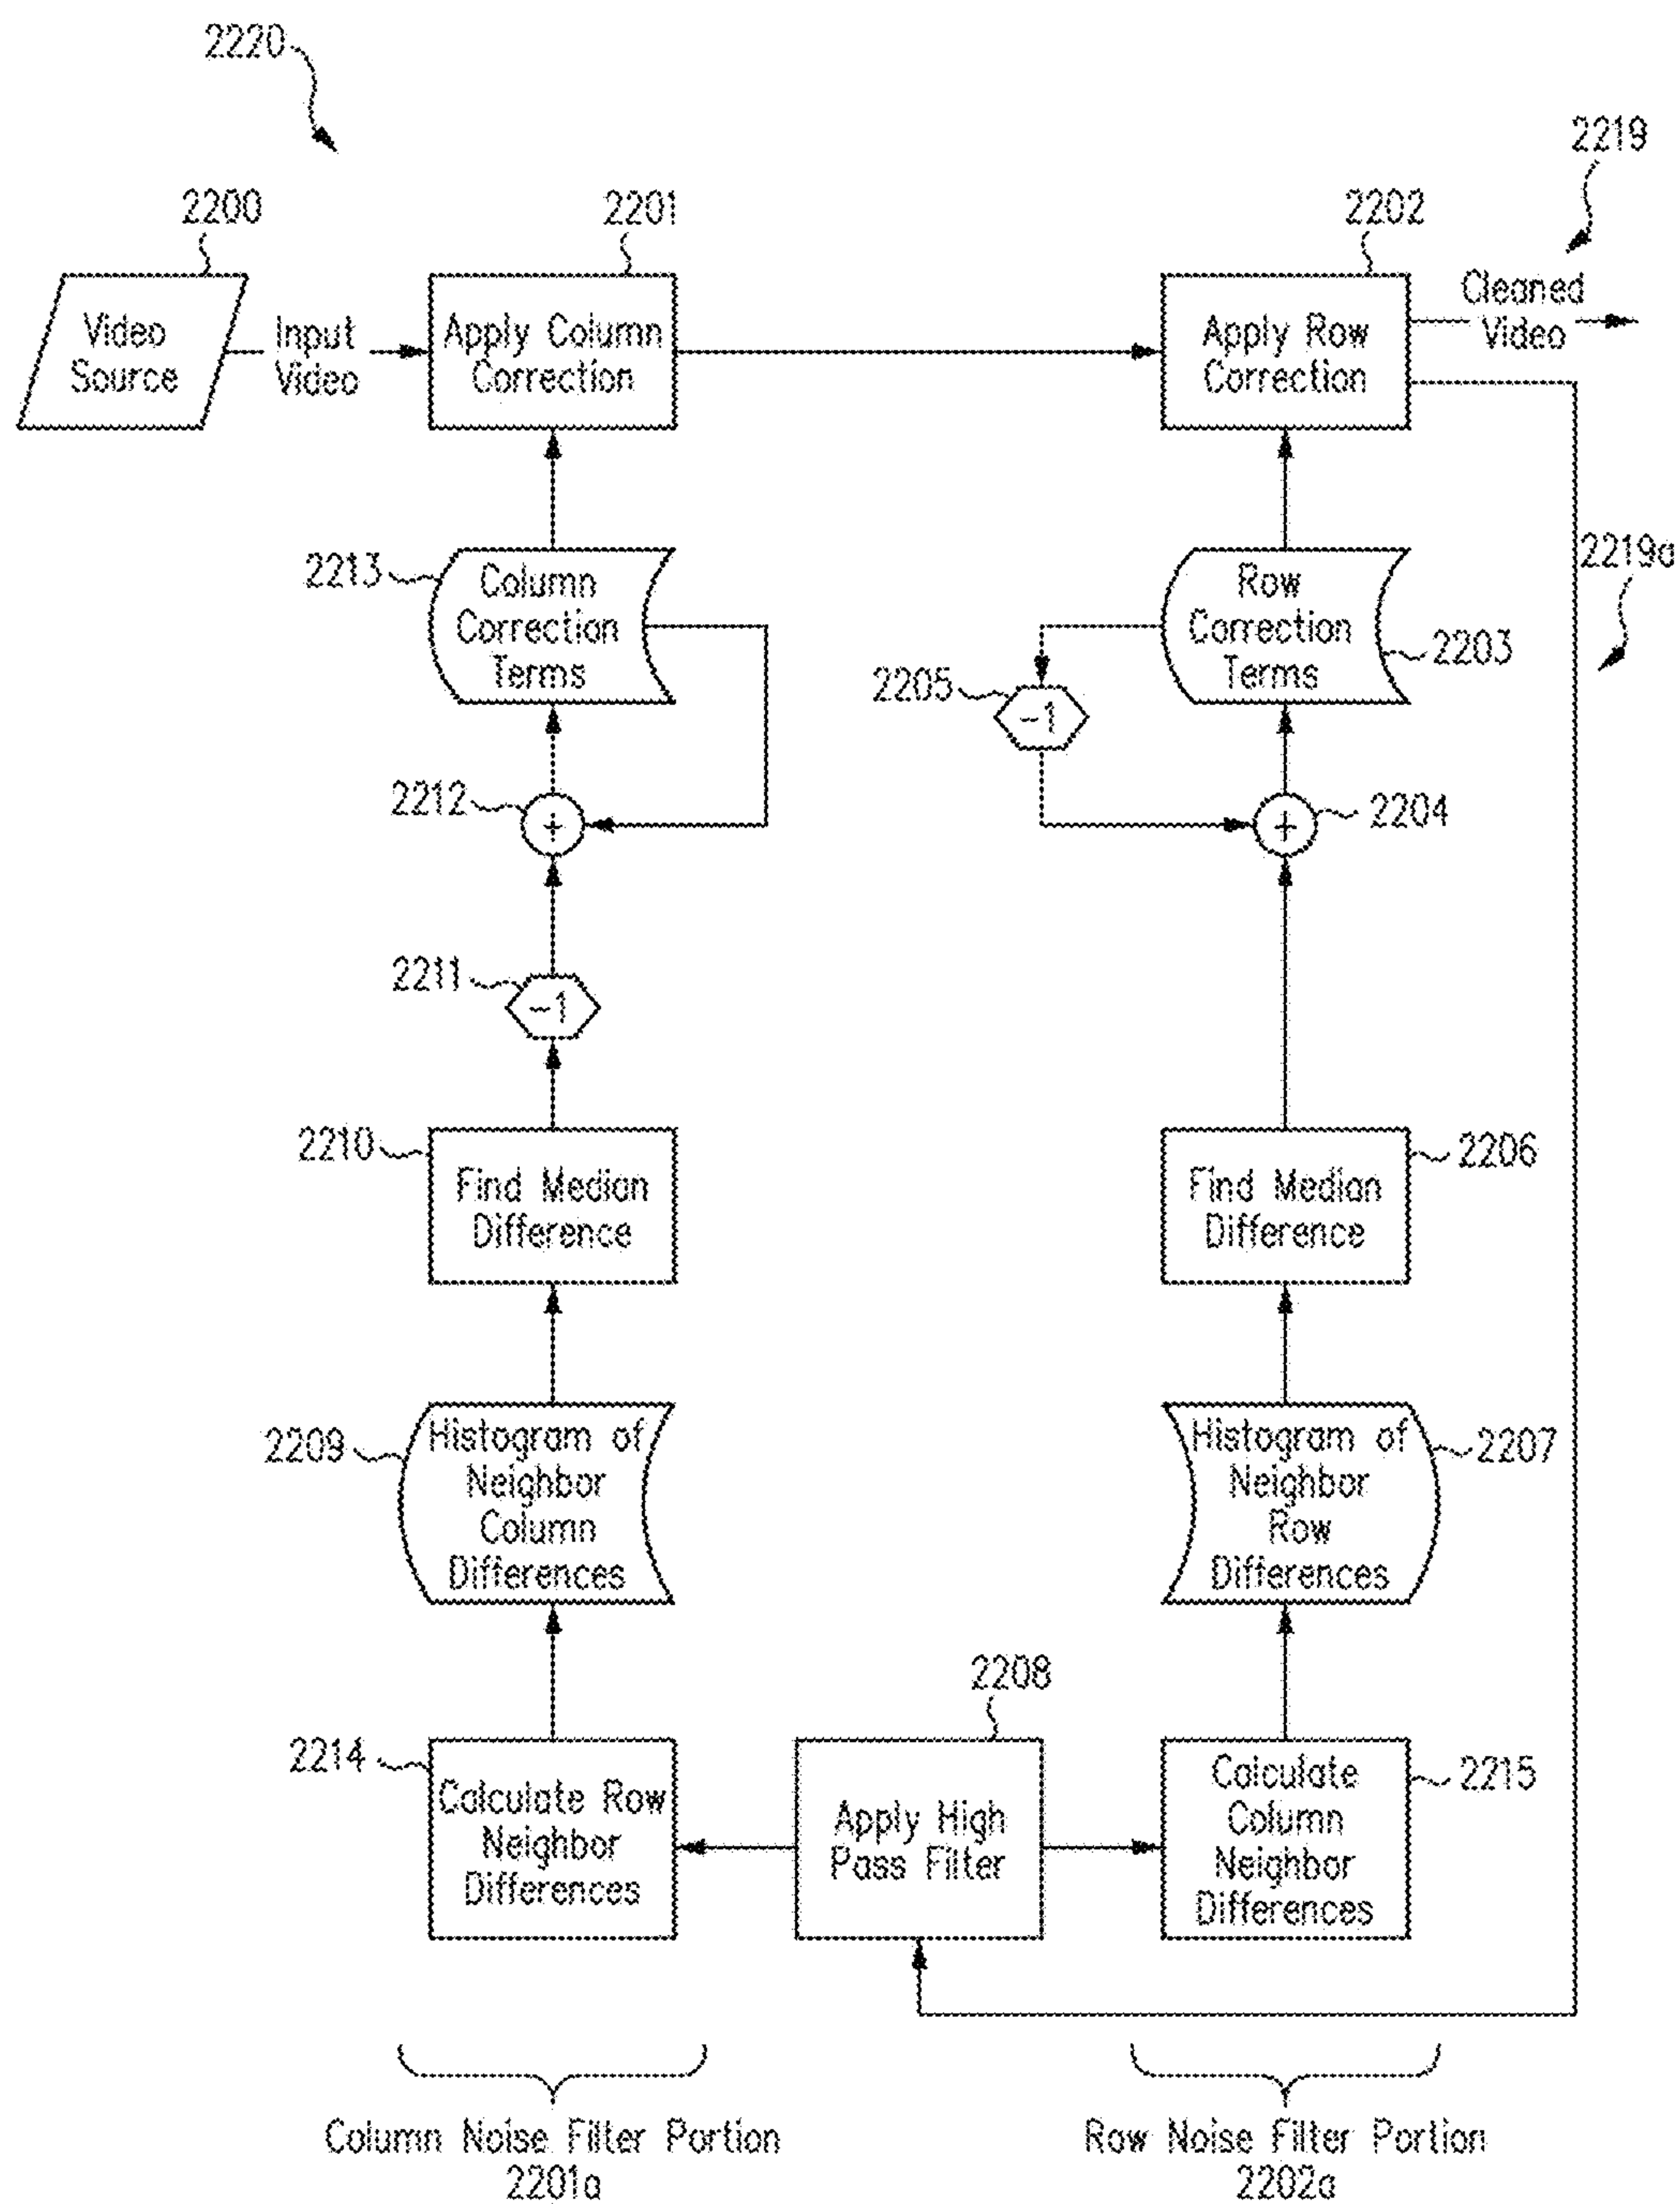 2220
2219
2200
2201
2202
Video
Source
Input
Video
Apply Column
Correction
Apply Row
Correction
Cleaned
Video
2213
Column
Correction
Terms
Row
Correction
Terms
2203
2219a
2205
-1
2212
+
+
2204
2211
-1
2210
Find Median
Difference
Find Median
Difference
2206
2209
Histogram of
Neighbor
Column
Differences
Histogram of
Neighbor
Row
Differences
2207
2208
2214
Calculate Row
Neighbor
Differences
Apply High
Pass Filter
Calculate
Column
Neighbor
Differences
2215
Column Noise Filter Portion
2201a
Row Noise Filter Portion
2202a